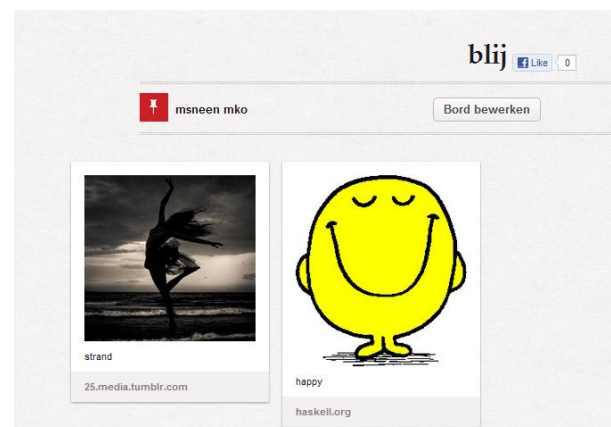 blij
Like 0
msneen mko
Bord bewerken
strand
25.media.tumblr.com
happy
haskell.org